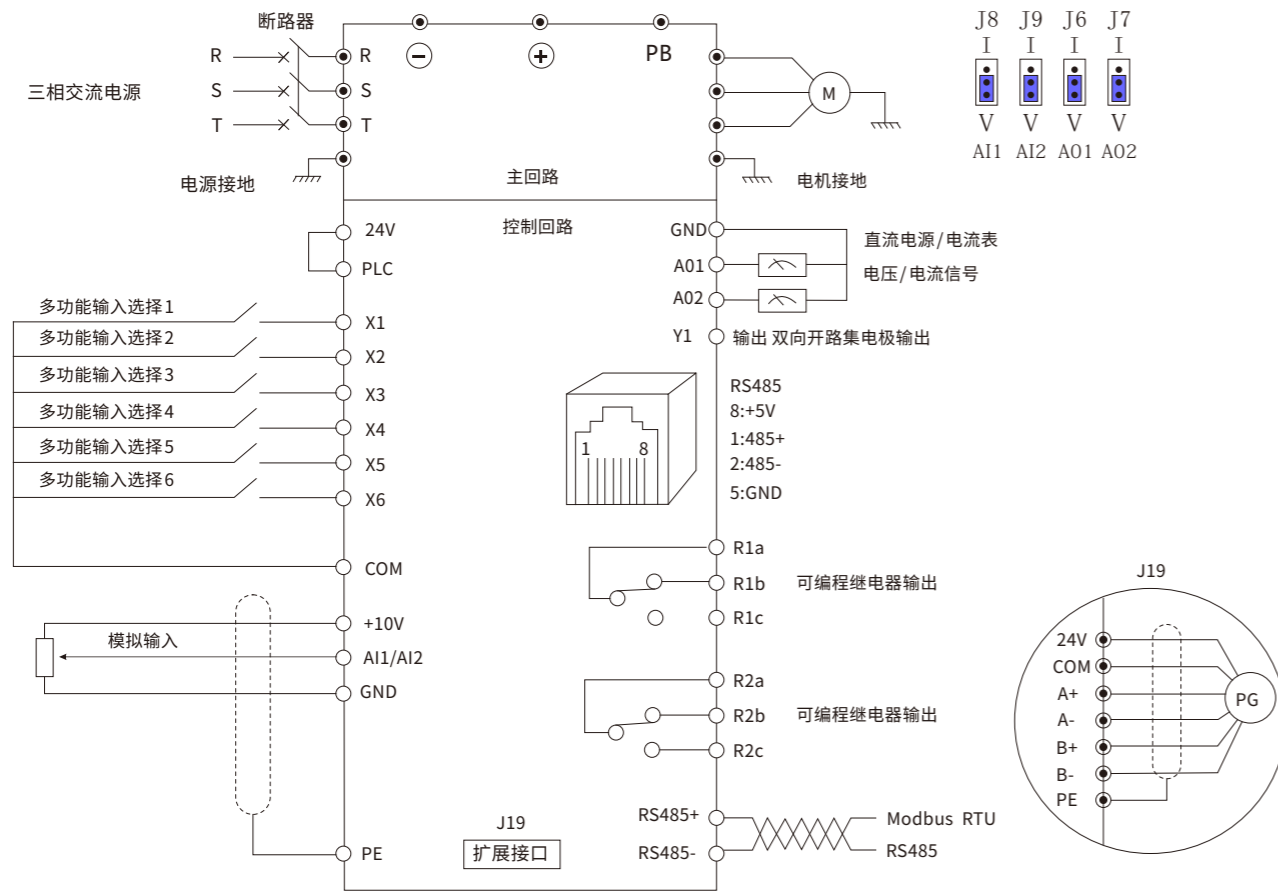 断路器
三相交流电源
R
S
T
R
S
T
−
+
PB
M
电源接地
主回路
电机接地
J8 J9 J6 J7
I I I I
V V V V
AI1 AI2 A01 A02
控制回路
24V
PLC
多功能输入选择1
多功能输入选择2
多功能输入选择3
多功能输入选择4
多功能输入选择5
多功能输入选择6
X1
X2
X3
X4
X5
X6
COM
+10V
模拟输入
AI1/AI2
GND
PE
J19
扩展接口
GND
A01
A02
直流电源/电流表
电压/电流信号
Y1
输出 双向开路集电极输出
1 8
RS485
8:+5V
1:485+
2:485-
5:GND
R1a
R1b
可编程继电器输出
R1c
R2a
R2b
可编程继电器输出
R2c
RS485+
RS485-
Modbus RTU
RS485
J19
24V
COM
A+
A-
B+
B-
PE
PG